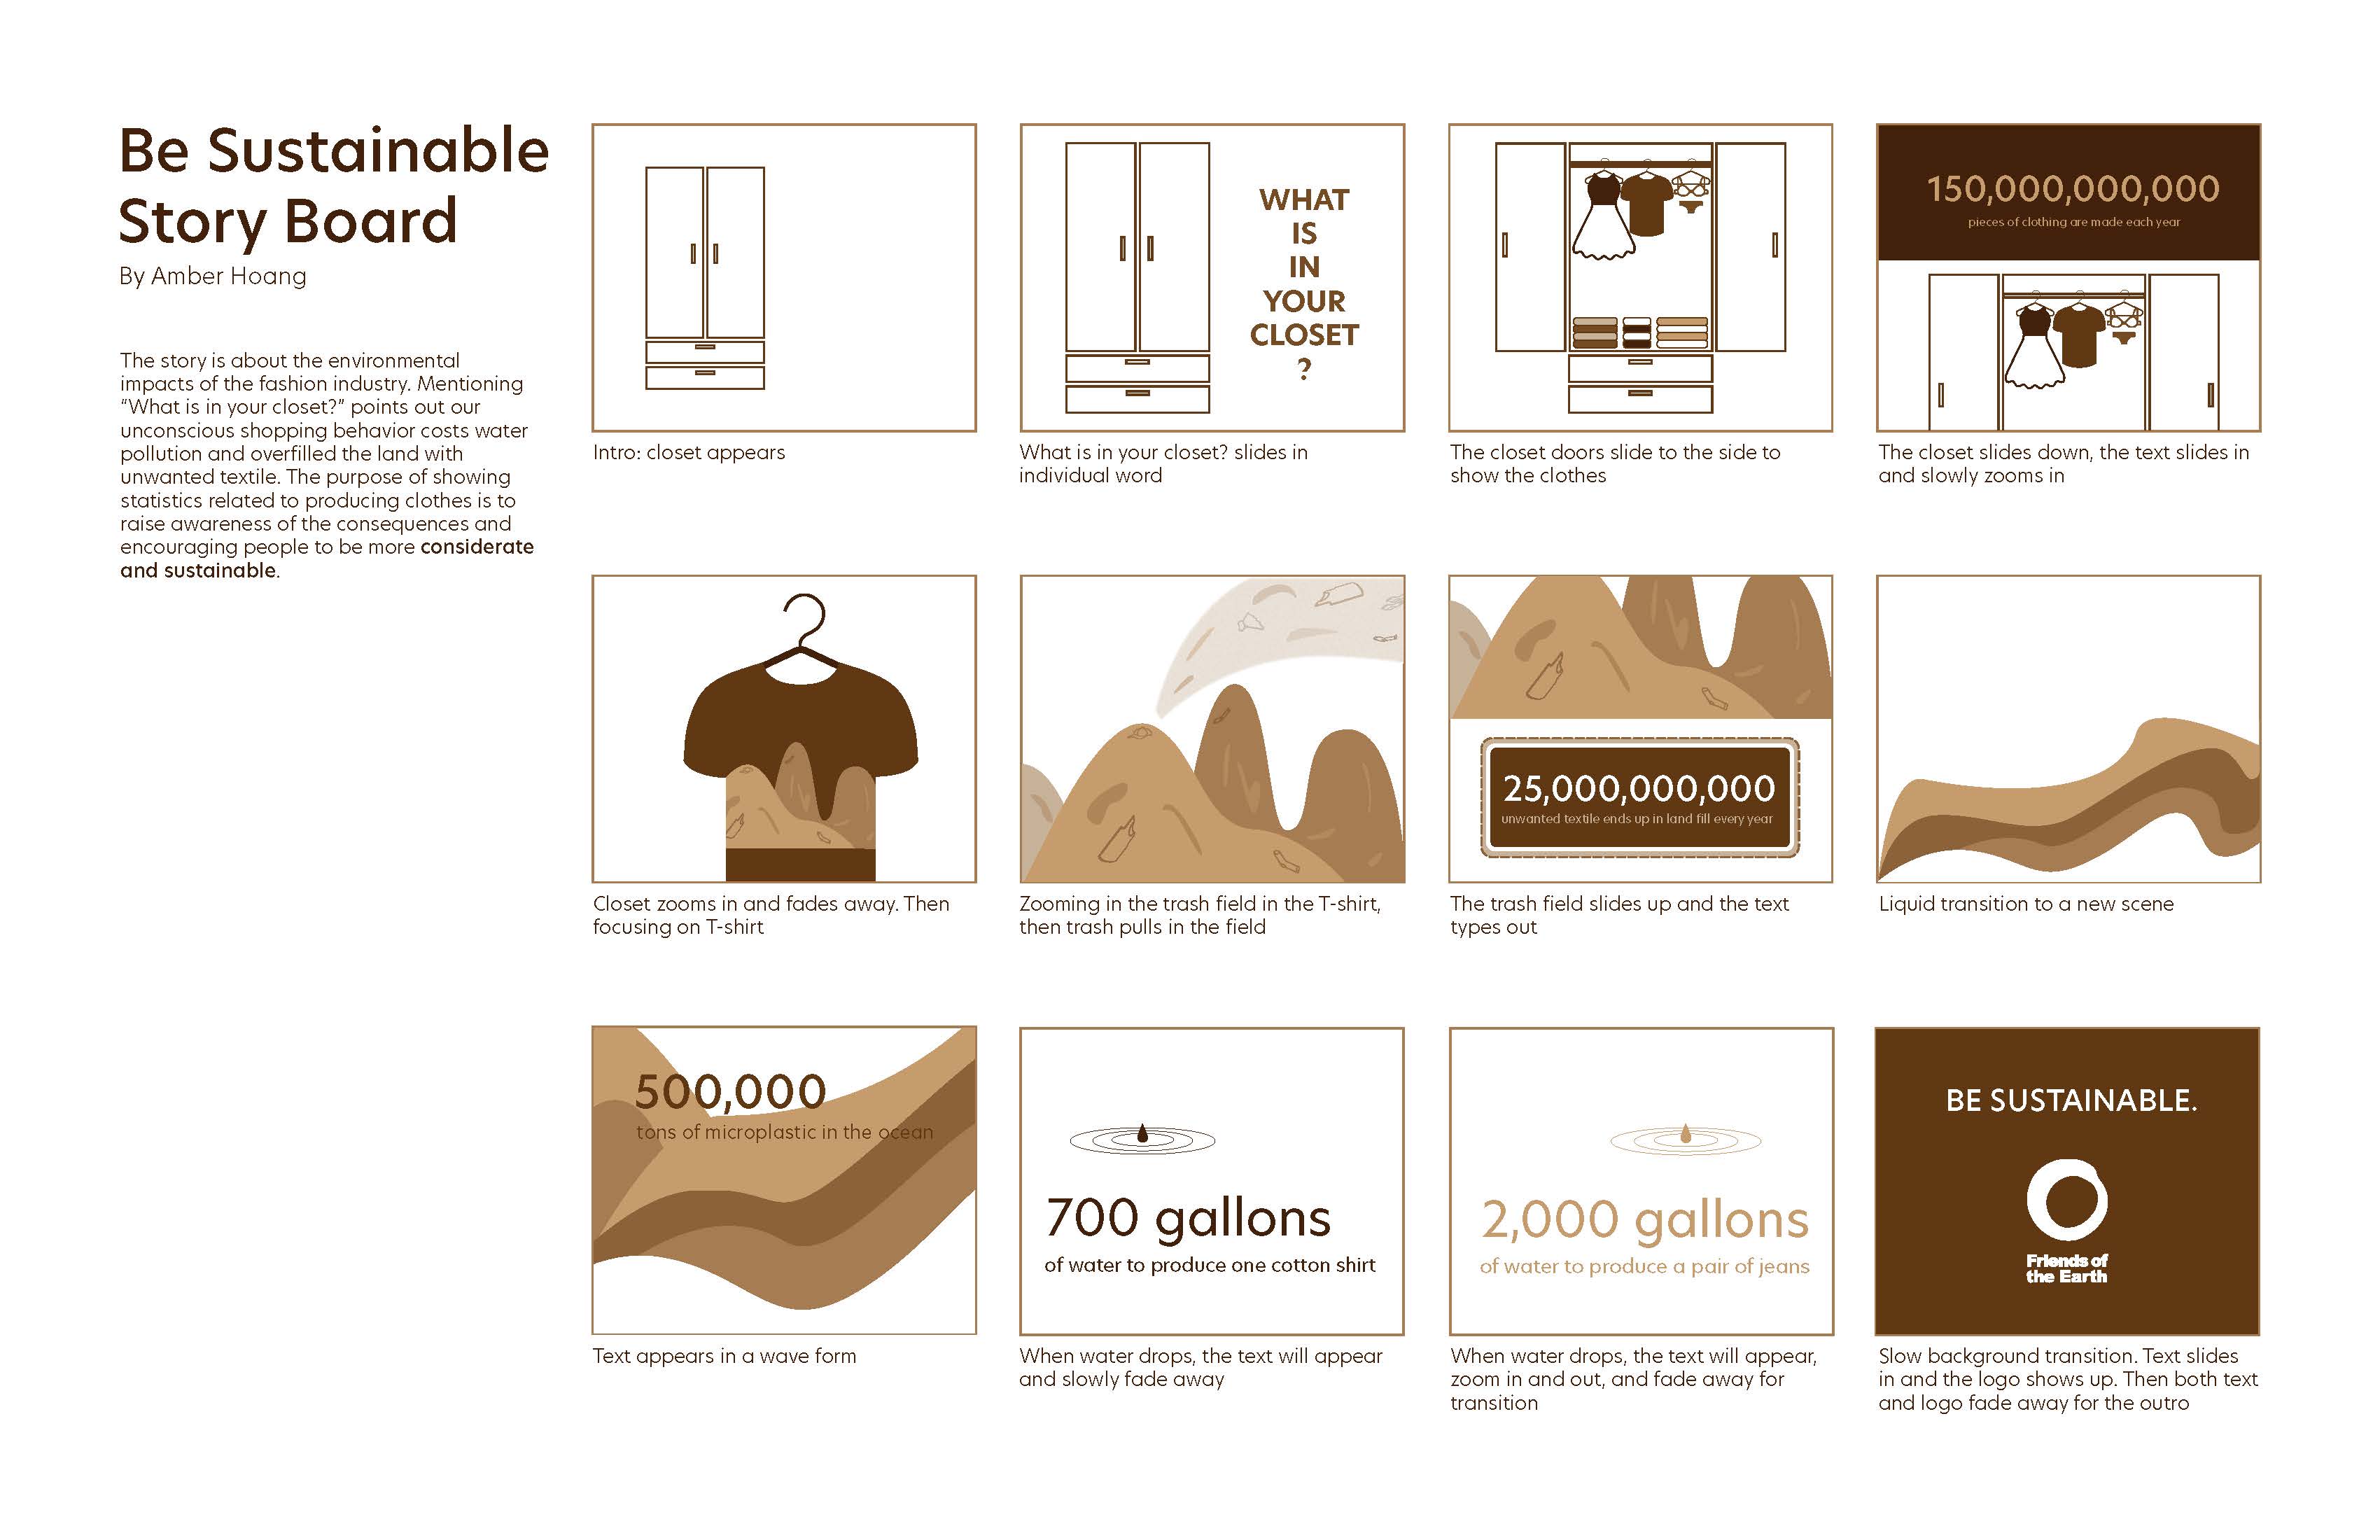 Be Sustainable
Story Board
By Amber Hoang
The story is about the environmental
impacts of the fashion industry. Mentioning
“What is in your closet?” points out our
unconscious shopping behavior costs water
pollution and overfilled the land with
unwanted textile. The purpose of showing
statistics related to producing clothes is to
raise awareness of the consequences and
encouraging people to be more considerate
and sustainable.
Intro: closet appears
WHAT
IS
IN
YOUR
CLOSET
?
What is in your closet? slides in
individual word
The closet doors slide to the side to
show the clothes
150,000,000,000
pieces of clothing are made each year
The closet slides down, the text slides in
and slowly zooms in
Closet zooms in and fades away. Then
focusing on T-shirt
Zooming in the trash field in the T-shirt,
then trash pulls in the field
25,000,000,000
unwanted textile ends up in land fill every year
The trash field slides up and the text
types out
Liquid transition to a new scene
500,000
tons of microplastic in the ocean
Text appears in a wave form
700 gallons
of water to produce one cotton shirt
When water drops, the text will appear
and slowly fade away
2,000 gallons
of water to produce a pair of jeans
When water drops, the text will appear,
zoom in and out, and fade away for
transition
BE SUSTAINABLE.
Friends of
the Earth
Slow background transition. Text slides
in and the logo shows up. Then both text
and logo fade away for the outro